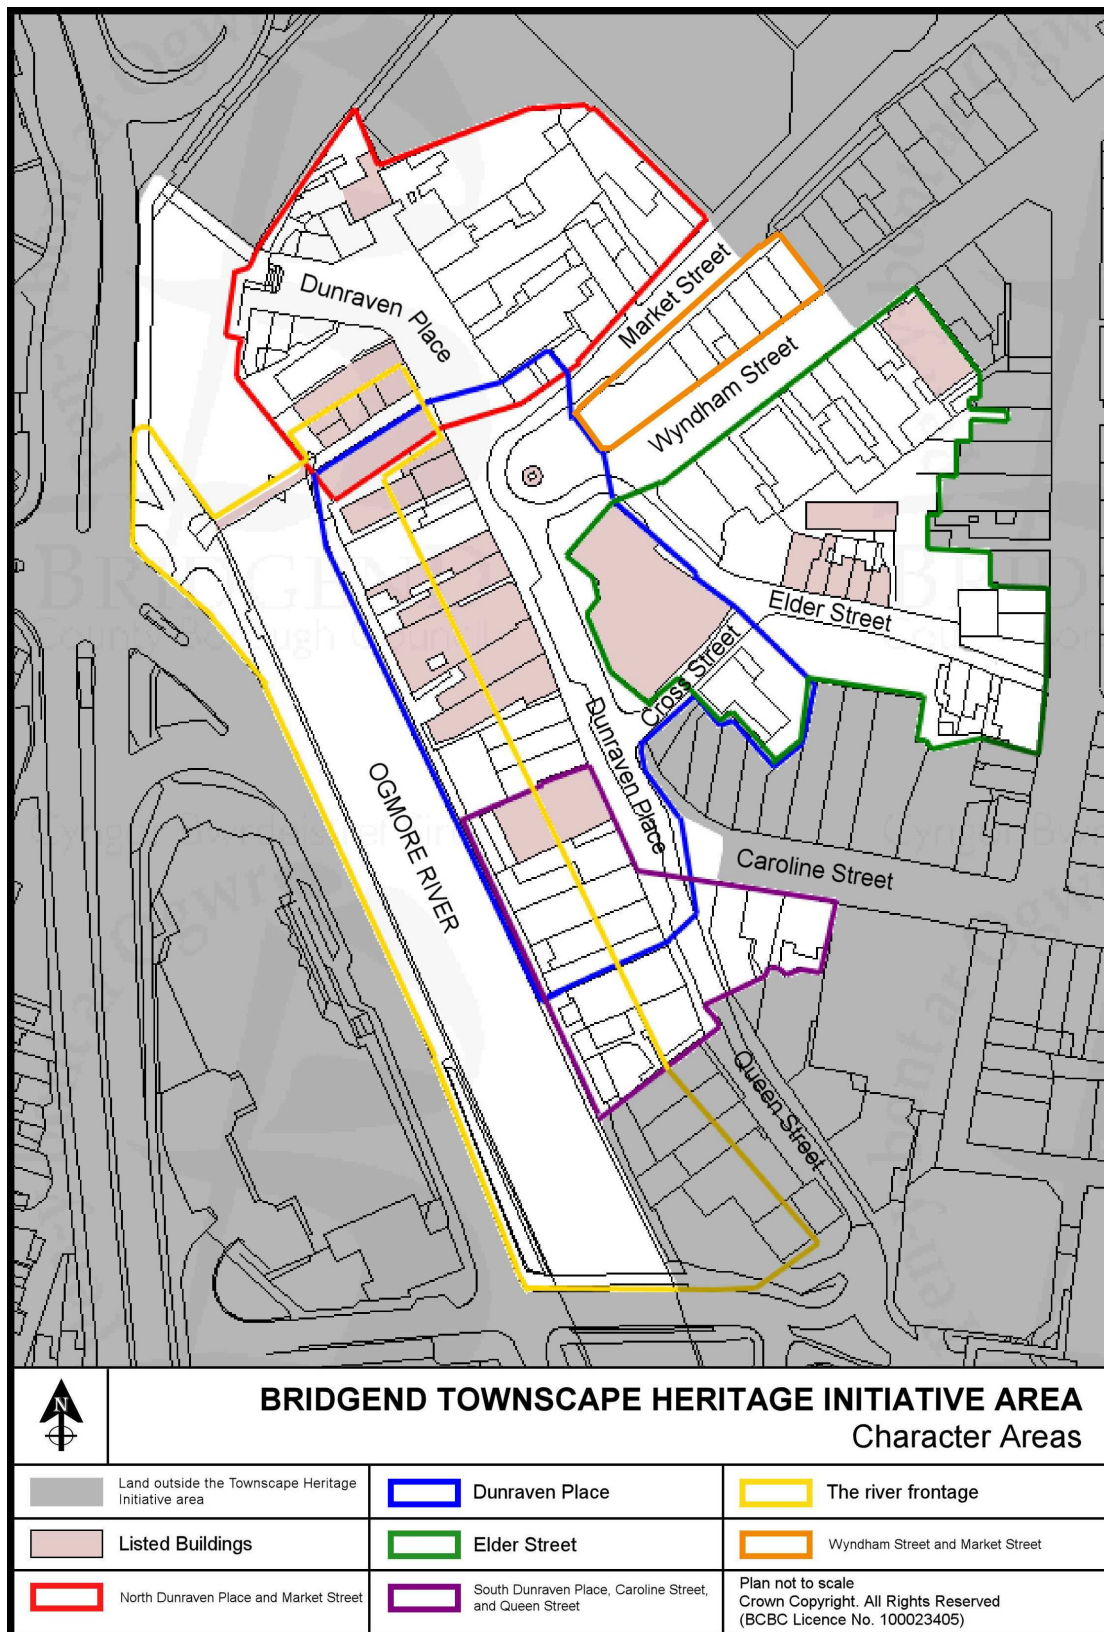 Dunraven Place
Market Street
Wyndham Street
Elder Street
Cross Street
Dunraven Place
OGMORE RIVER
Caroline Street
Queen Street
N
BRIDGEND TOWNSCAPE HERITAGE INITIATIVE AREA
Character Areas
Land outside the Townscape Heritage
Initiative area
Dunraven Place
The river frontage
Listed Buildings
Elder Street
Wyndham Street and Market Street
North Dunraven Place and Market Street
South Dunraven Place, Caroline Street,
and Queen Street
Plan not to scale
Crown Copyright. All Rights Reserved
(BCBC Licence No. 100023405)